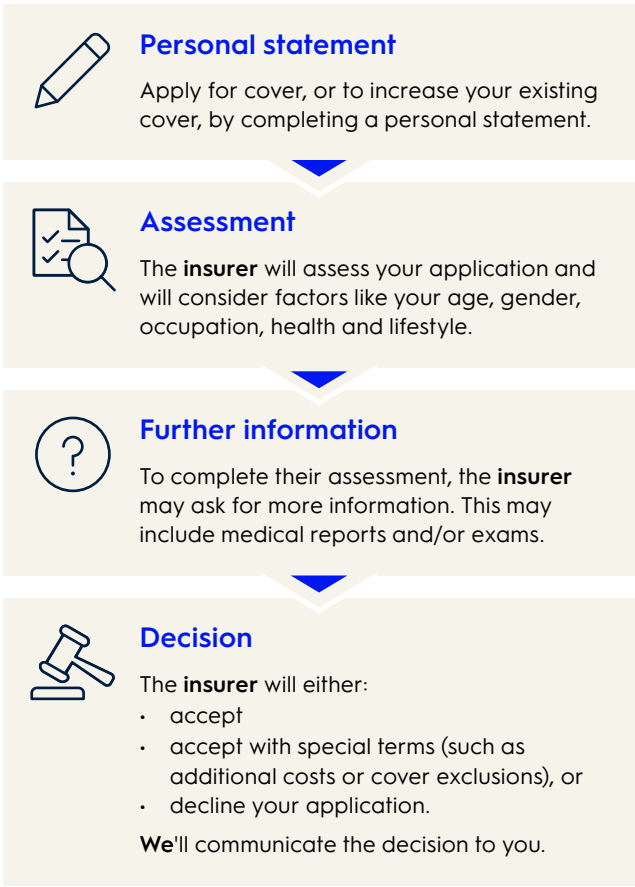 Personal statement
Apply for cover, or to increase your existing
cover, by completing a personal statement.
Assessment
The insurer will assess your application and
will consider factors like your age, gender,
occupation, health and lifestyle.
?
Further information
To complete their assessment, the insurer
may ask for more information. This may
include medical reports and/or exams.
Decision
The insurer will either:
• accept
• accept with special terms (such as
additional costs or cover exclusions), or
• decline your application.
We'll communicate the decision to you.